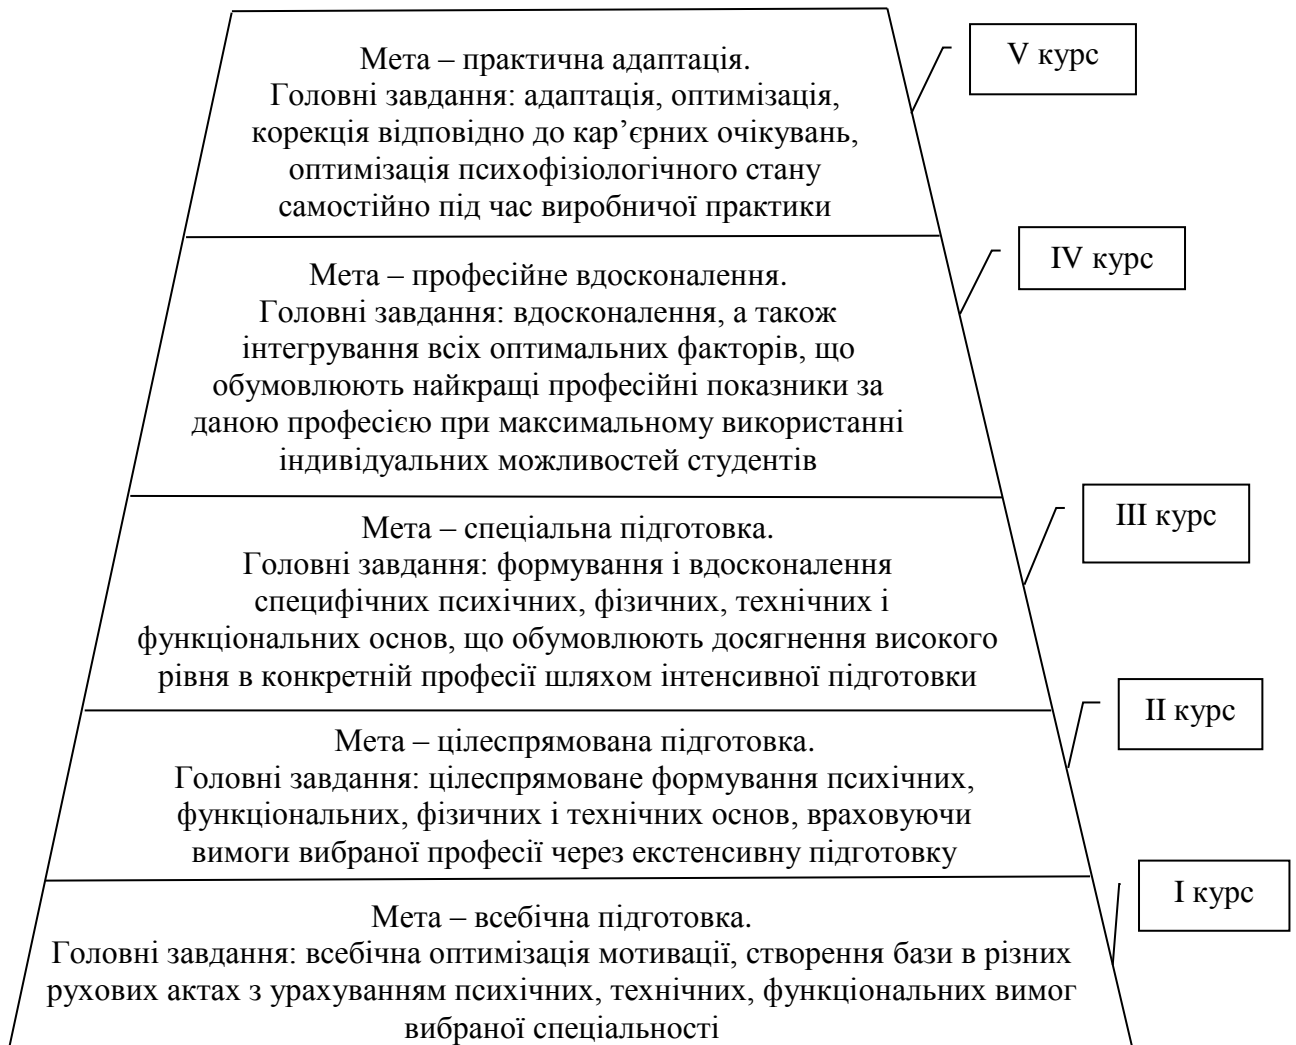 Мета – практична адаптація.
Головні завдання: адаптація, оптимізація,
корекція відповідно до кар’єрних очікувань,
оптимізація психофізіологічного стану
самостійно під час виробничої практики
V курс
Мета – професійне вдосконалення.
Головні завдання: вдосконалення, а також
інтегрування всіх оптимальних факторів, що
обумовлюють найкращі професійні показники за
даною професією при максимальному використанні
індивідуальних можливостей студентів
IV курс
Мета – спеціальна підготовка.
Головні завдання: формування і вдосконалення
специфічних психічних, фізичних, технічних і
функціональних основ, що обумовлюють досягнення високого
рівня в конкретній професії шляхом інтенсивної підготовки
III курс
Мета – цілеспрямована підготовка.
Головні завдання: цілеспрямоване формування психічних,
функціональних, фізичних і технічних основ, враховуючи
вимоги вибраної професії через екстенсивну підготовку
II курс
Мета – всебічна підготовка.
Головні завдання: всебічна оптимізація мотивації, створення бази в різних
рухових актах з урахуванням психічних, технічних, функціональних вимог
вибраної спеціальності
I курс